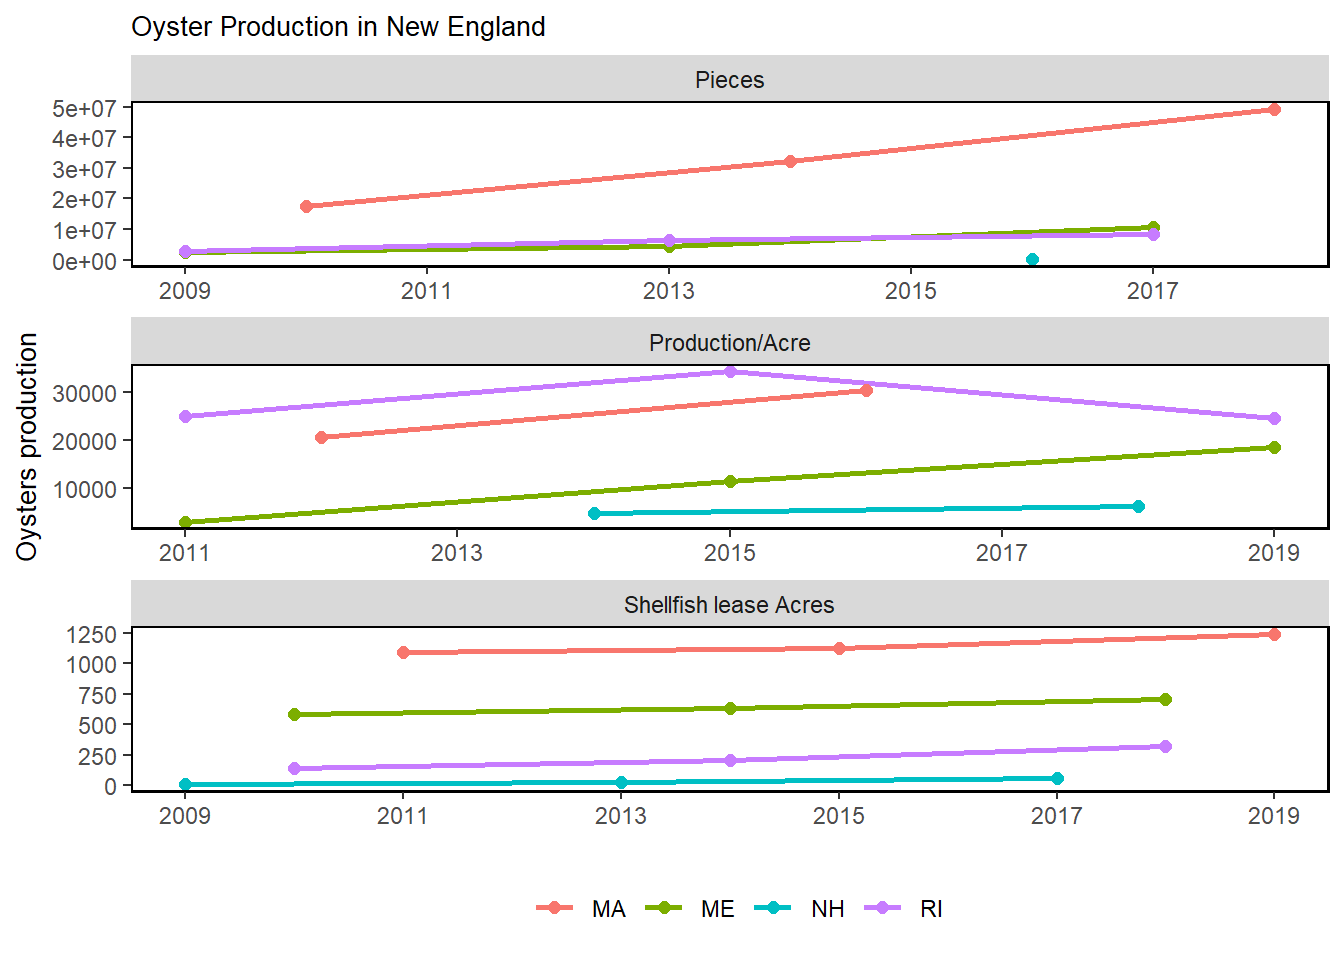 Oyster Production in New England
Pieces
5e+07
4e+07
3e+07
2e+07
1e+07
0e+00
2009 2011 2013 2015 2017
Production/Acre
30000
20000
10000
2011 2013 2015 2017 2019
Oysters production
Shellfish lease Acres
1250
1000
750
500
250
0
2009 2011 2013 2015 2017 2019
MA ME NH RI